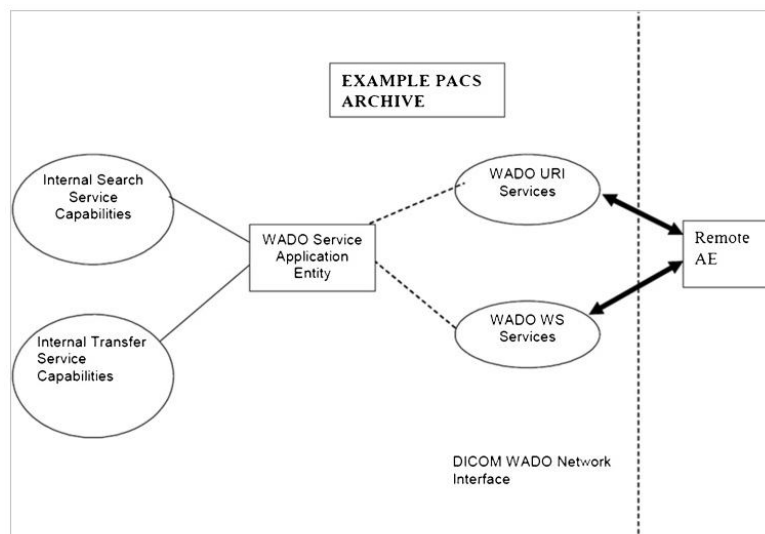 EXAMPLE PACS
ARCHIVE
Internal Search
Service
Capabilities
WADO URI
Services
WADO Service
Application
Entity
Remote
AE
Internal Transfer
Service
Capabilities
WADO WS
Services
DICOM WADO Network
Interface